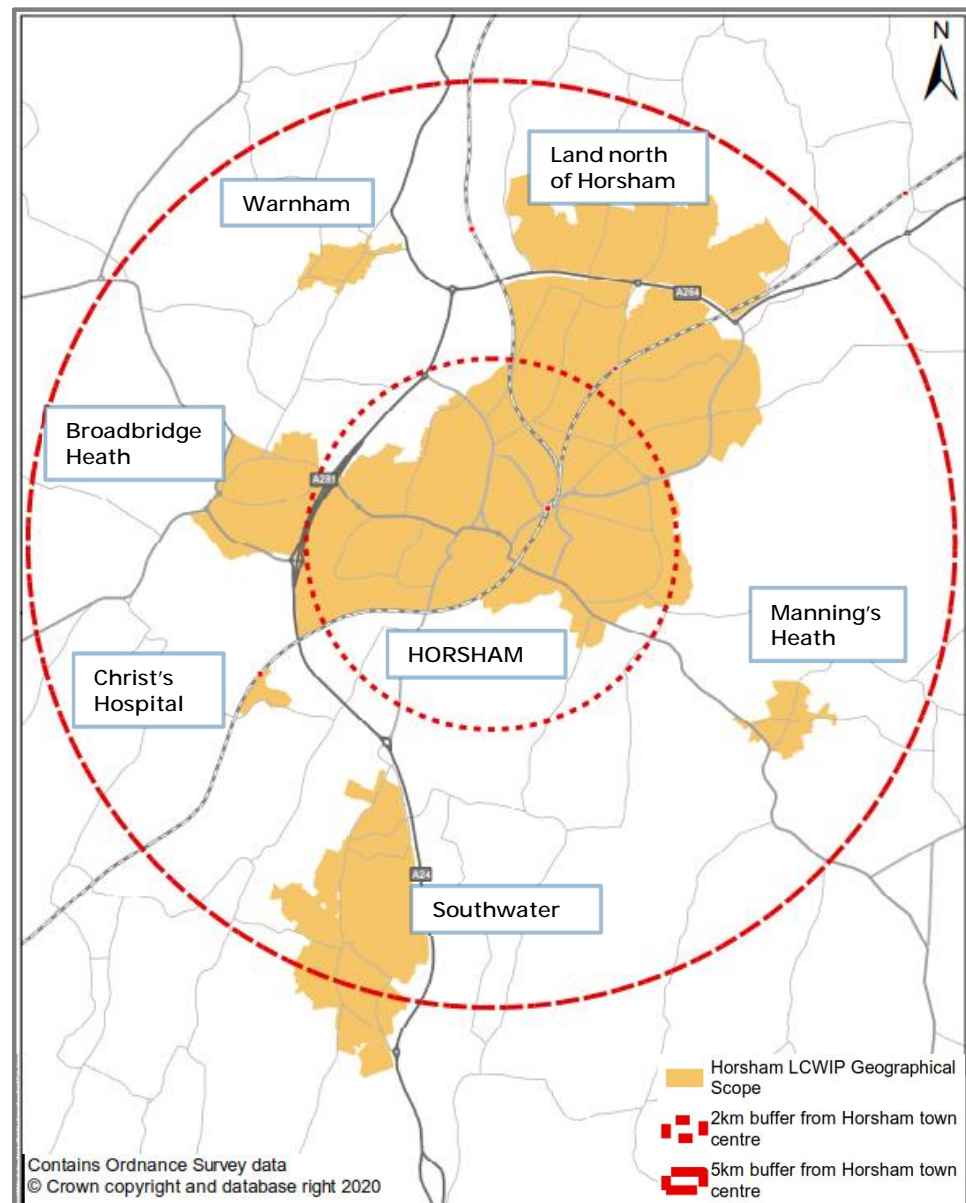 N
Land north
of Horsham
Warnham
A264
Broadbridge
Heath
A281
Manning's
Heath
HORSHAM
Christ's
Hospital
A24
Southwater
Horsham LCWIP Geographical
Scope
2km buffer from Horsham town
centre
5km buffer from Horsham town
centre
Contains Ordnance Survey data
© Crown copyright and database right 2020